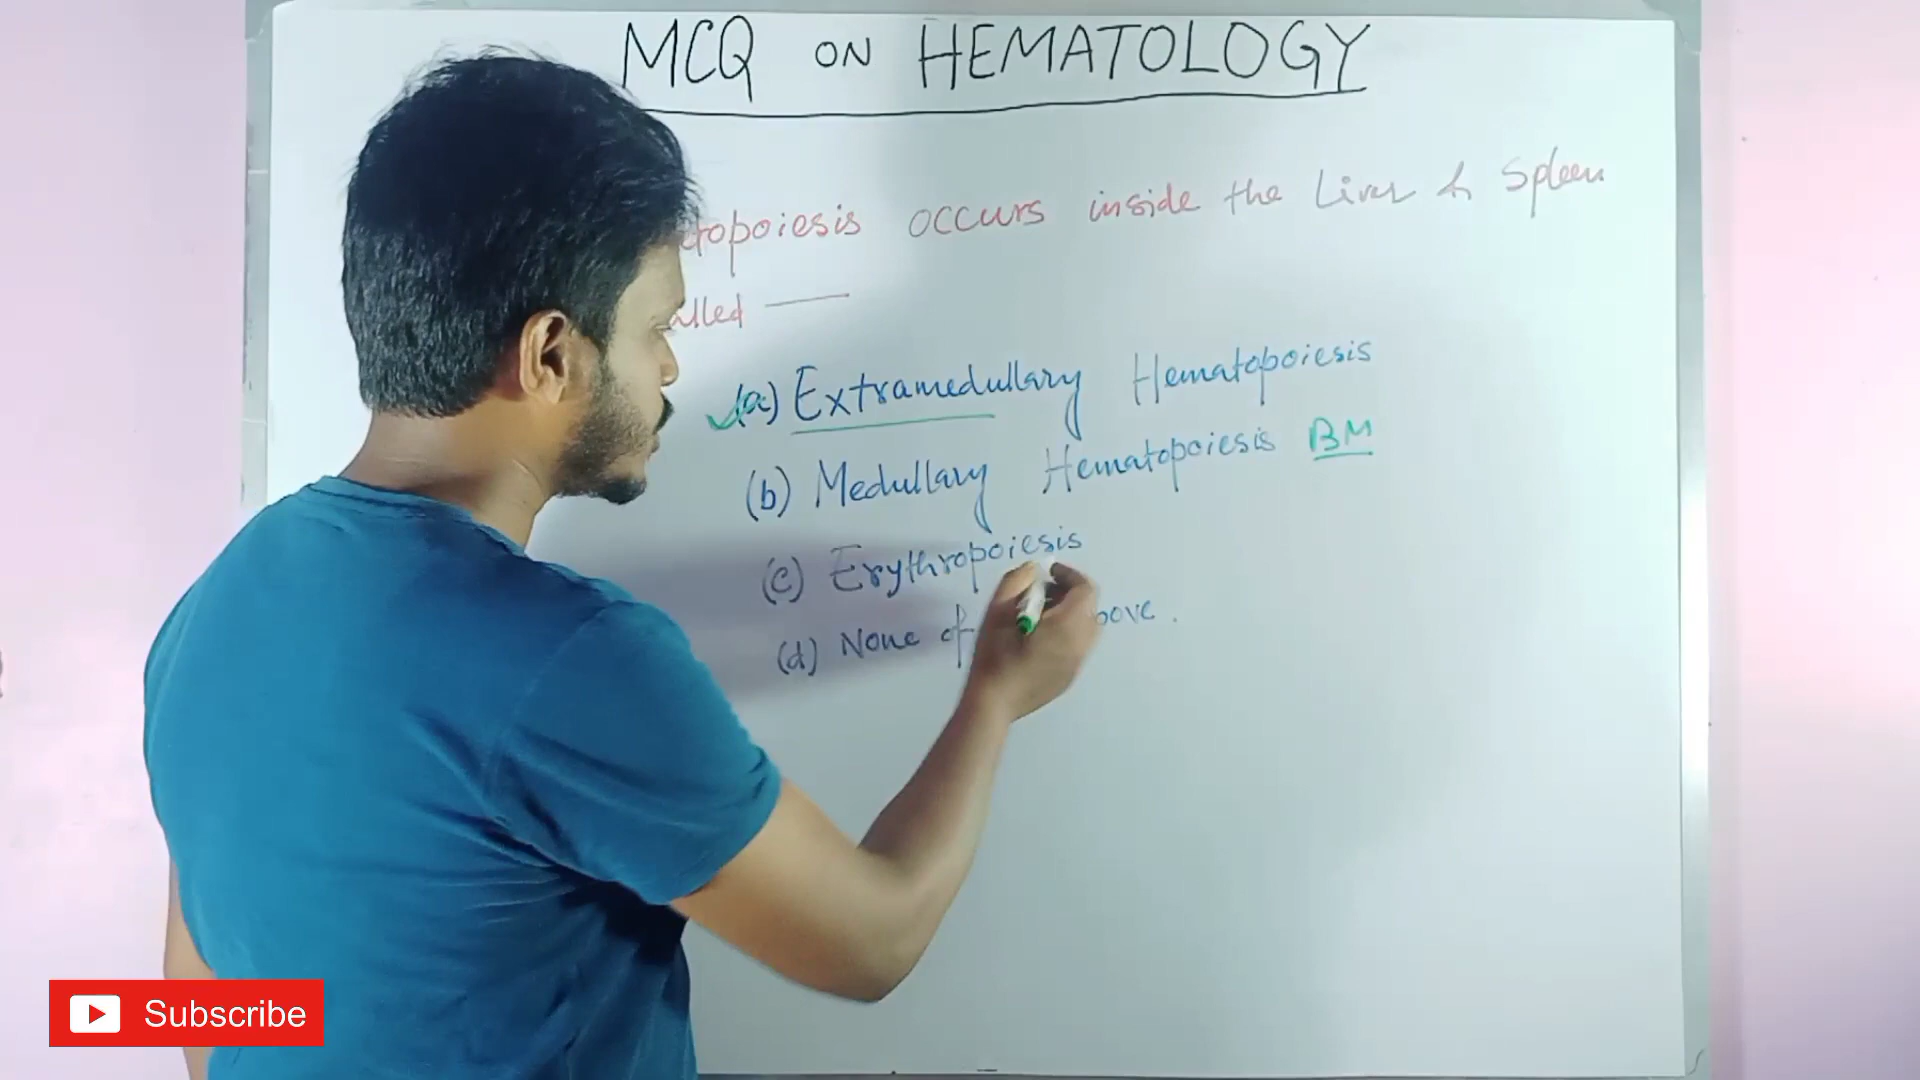 MCQ ON HEMATOLOGY
etopoiesis occurs inside the Liver & Spleen
alled ——
(a) Extramedullary Hematopoiesis
(b) Medullary Hematopoiesis BM
(c) Erythropoiesis
(d) None of bove.
Subscribe